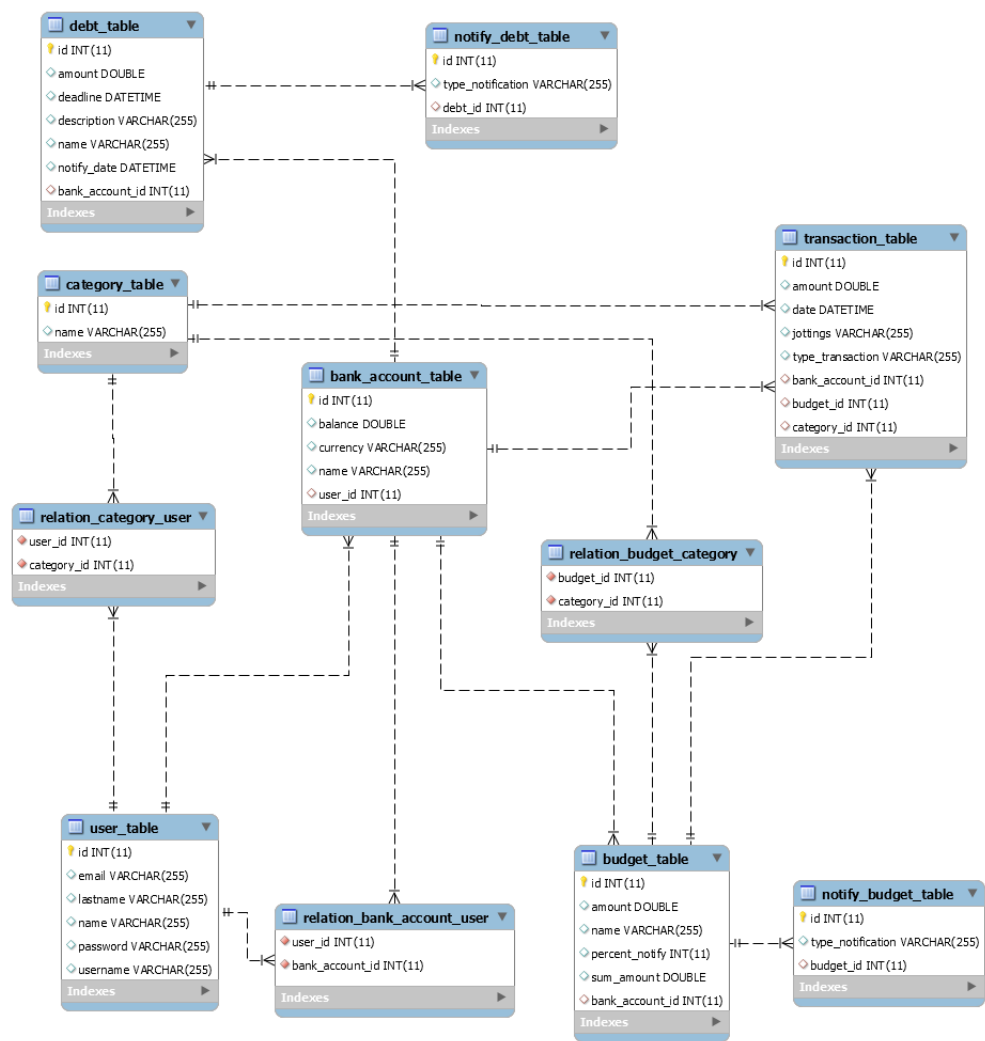 debt_table
id INT(11)
amount DOUBLE
deadline DATETIME
description VARCHAR(255)
name VARCHAR(255)
notify_date DATETIME
bank_account_id INT(11)
Indexes
notify_debt_table
id INT(11)
type_notification VARCHAR(255)
debt_id INT(11)
Indexes
transaction_table
id INT(11)
amount DOUBLE
date DATETIME
jottings VARCHAR(255)
type_transaction VARCHAR(255)
bank_account_id INT(11)
budget_id INT(11)
category_id INT(11)
Indexes
category_table
id INT(11)
name VARCHAR(255)
Indexes
bank_account_table
id INT(11)
balance DOUBLE
currency VARCHAR(255)
name VARCHAR(255)
user_id INT(11)
Indexes
relation_category_user
user_id INT(11)
category_id INT(11)
Indexes
relation_budget_category
budget_id INT(11)
category_id INT(11)
Indexes
user_table
id INT(11)
email VARCHAR(255)
lastname VARCHAR(255)
name VARCHAR(255)
password VARCHAR(255)
username VARCHAR(255)
Indexes
relation_bank_account_user
user_id INT(11)
bank_account_id INT(11)
Indexes
budget_table
id INT(11)
amount DOUBLE
name VARCHAR(255)
percent_notify INT(11)
sum_amount DOUBLE
bank_account_id INT(11)
Indexes
notify_budget_table
id INT(11)
type_notification VARCHAR(255)
budget_id INT(11)
Indexes